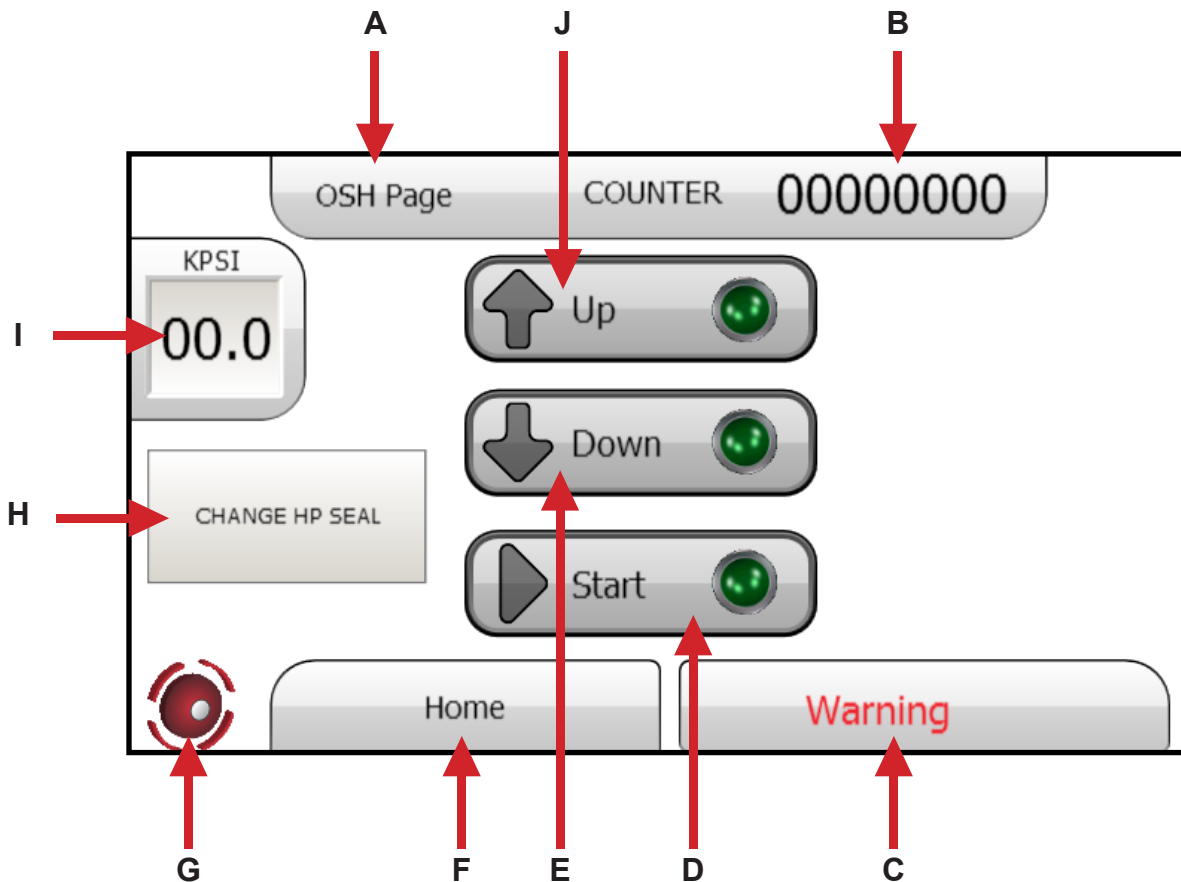 A J B
OSH Page COUNTER 00000000
KPSI
Up
I
00.0
Down
H
CHANGE HP SEAL
Start
Home Warning
G F E D C